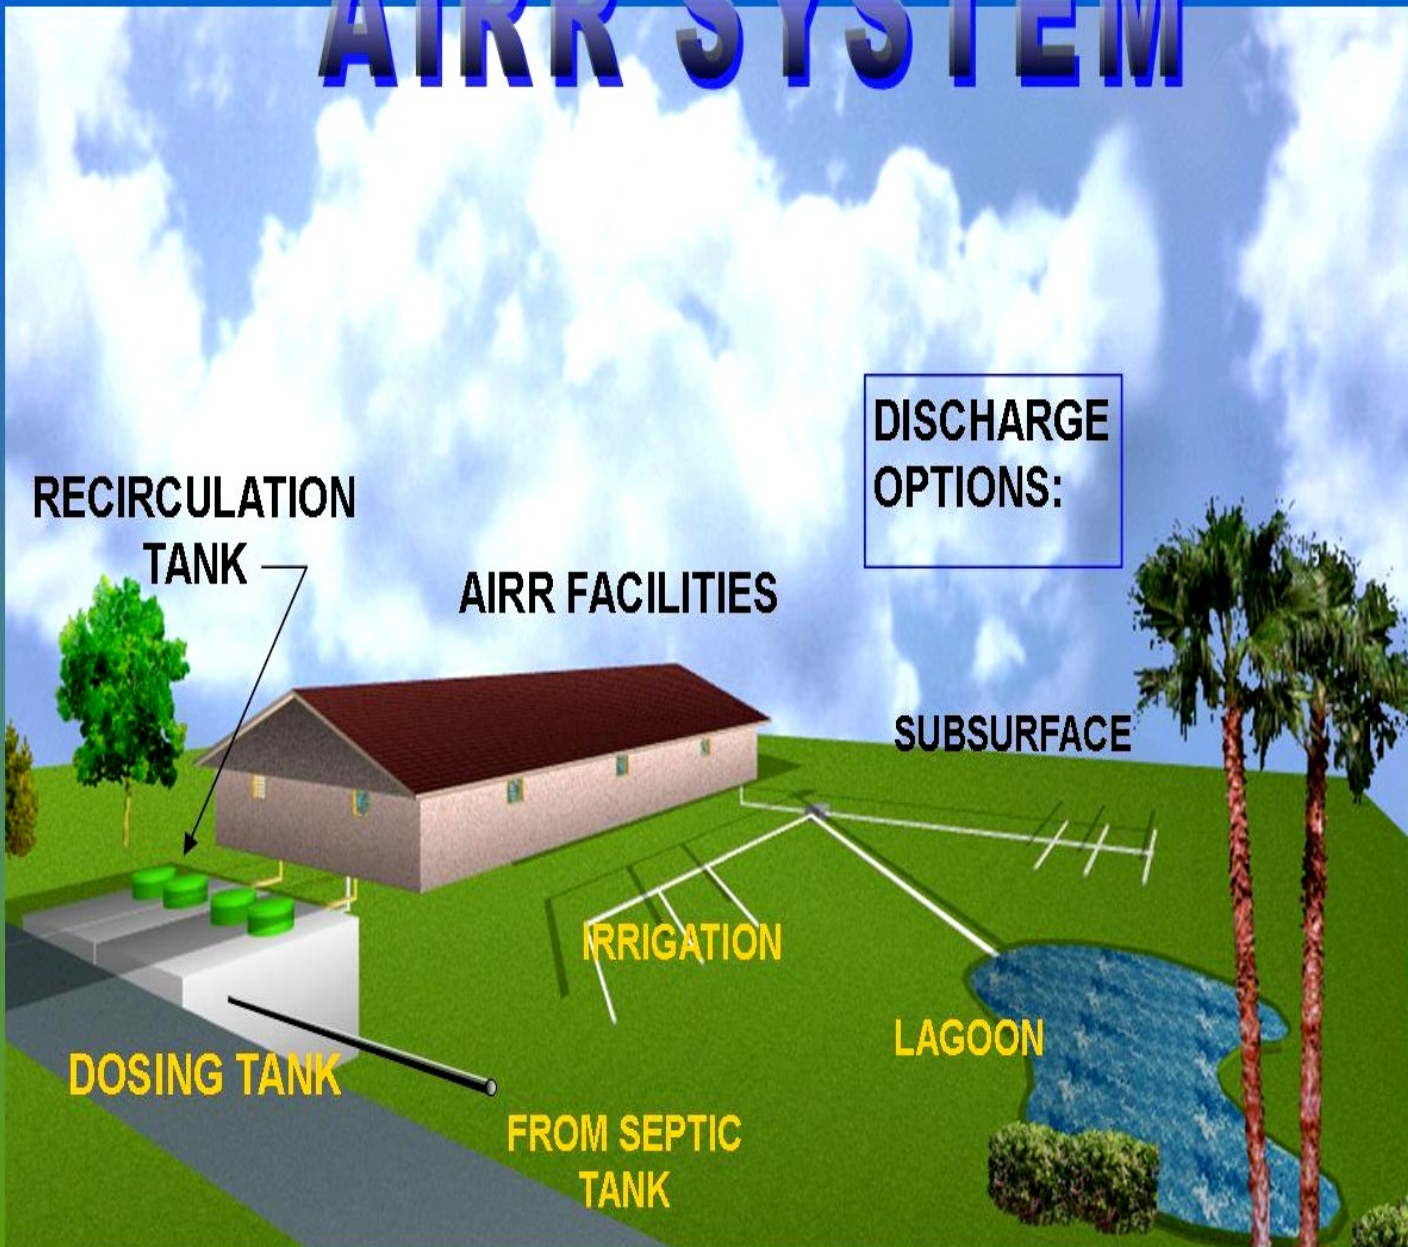 AIRR SYSTEM
DISCHARGE
OPTIONS:
RECIRCULATION
TANK
AIRR FACILITIES
SUBSURFACE
IRRIGATION
LAGOON
DOSING TANK
FROM SEPTIC
TANK